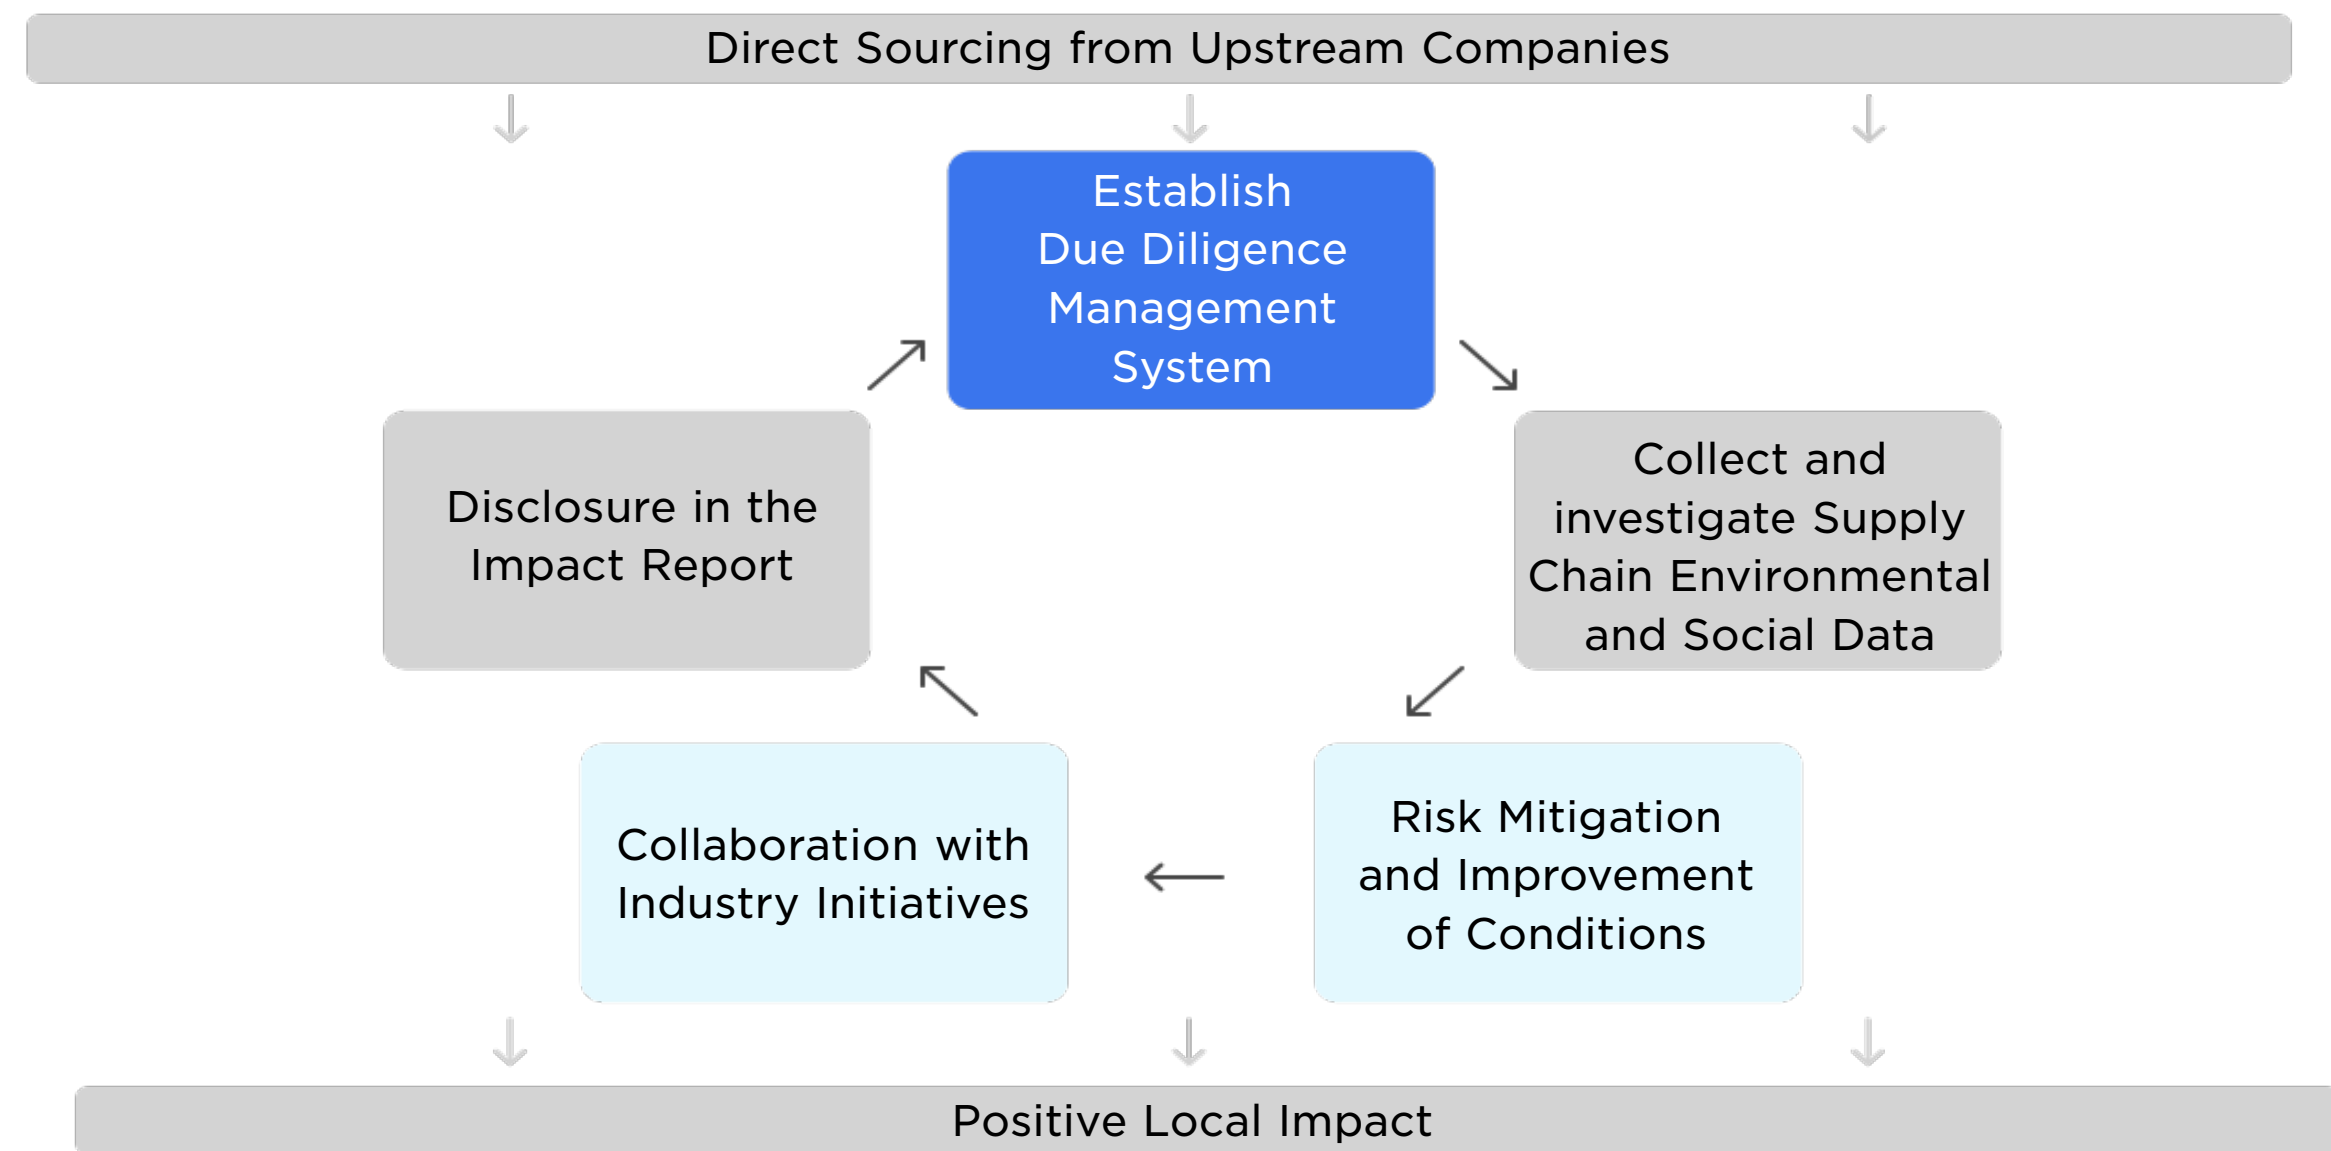 Direct Sourcing from Upstream Companies
Establish
Due Diligence
Management
System
Disclosure in the
Impact Report
Collect and
investigate Supply
Chain Environmental
and Social Data
Collaboration with
Industry Initiatives
Risk Mitigation
and Improvement
of Conditions
Positive Local Impact